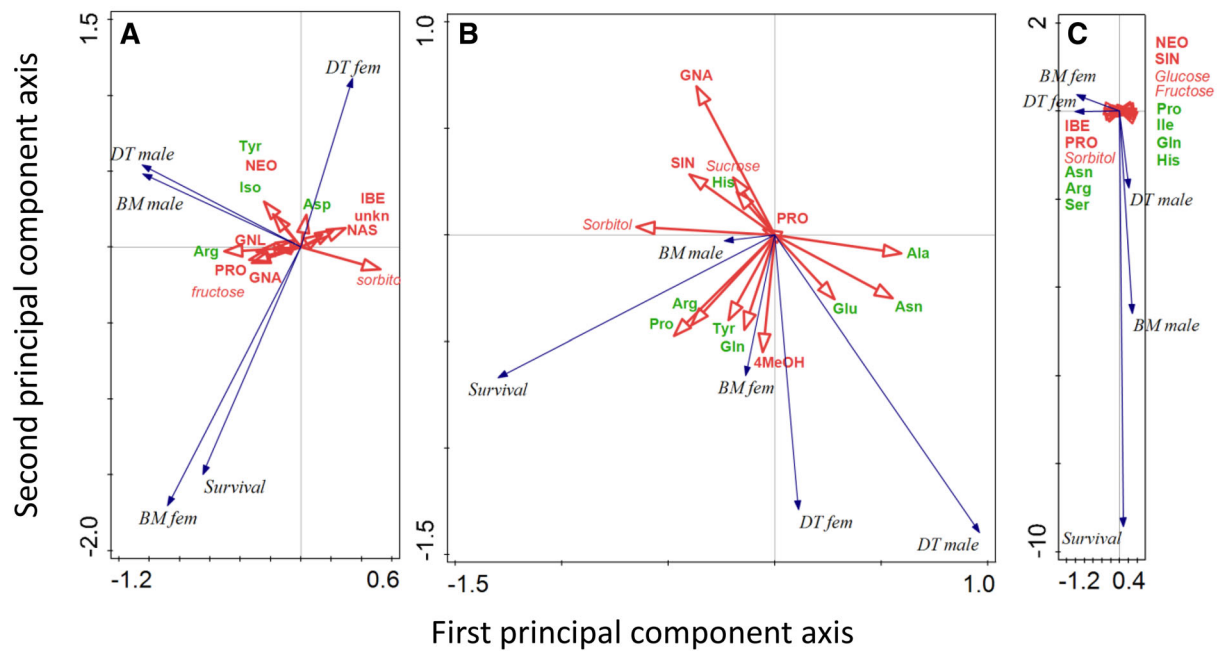 Second principal component axis
A
1.5
-2.0
-1.2
0.6
DT fem
DT male
BM male
Tyr
NEO
Iso
Asp
IBE
unkn
NAS
GNL
Arg
PRO
GNA
fructose
sorbito
Survival
BM fem
B
1.0
-1.5
-1.5
1.0
GNA
SIN
Sucrose
His
Sorbitol
PRO
BM male
Ala
Arg
Pro
Tyr
Gln
Glu
Asn
4MeOH
Survival
BM fem
DT fem
DT male
C
2
-10
-1.2
0.4
BM fem
DT fem
IBE
PRO
Sorbitol
Asn
Arg
Ser
DT male
BM male
Survival
NEO
SIN
Glucose
Fructose
Pro
Ile
Gln
His
First principal component axis